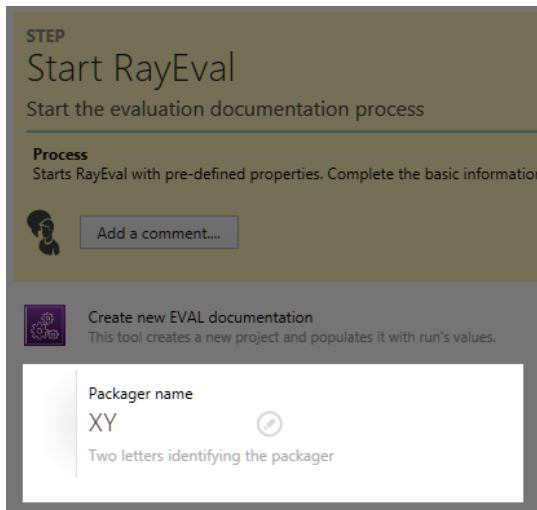 STEP
Start RayEval
Start the evaluation documentation process
Process
Starts RayEval with pre-defined properties. Complete the basic information
Add a comment....
Create new EVAL documentation
This tool creates a new project and populates it with run's values.
Packager name
XY
Two letters identifying the packager